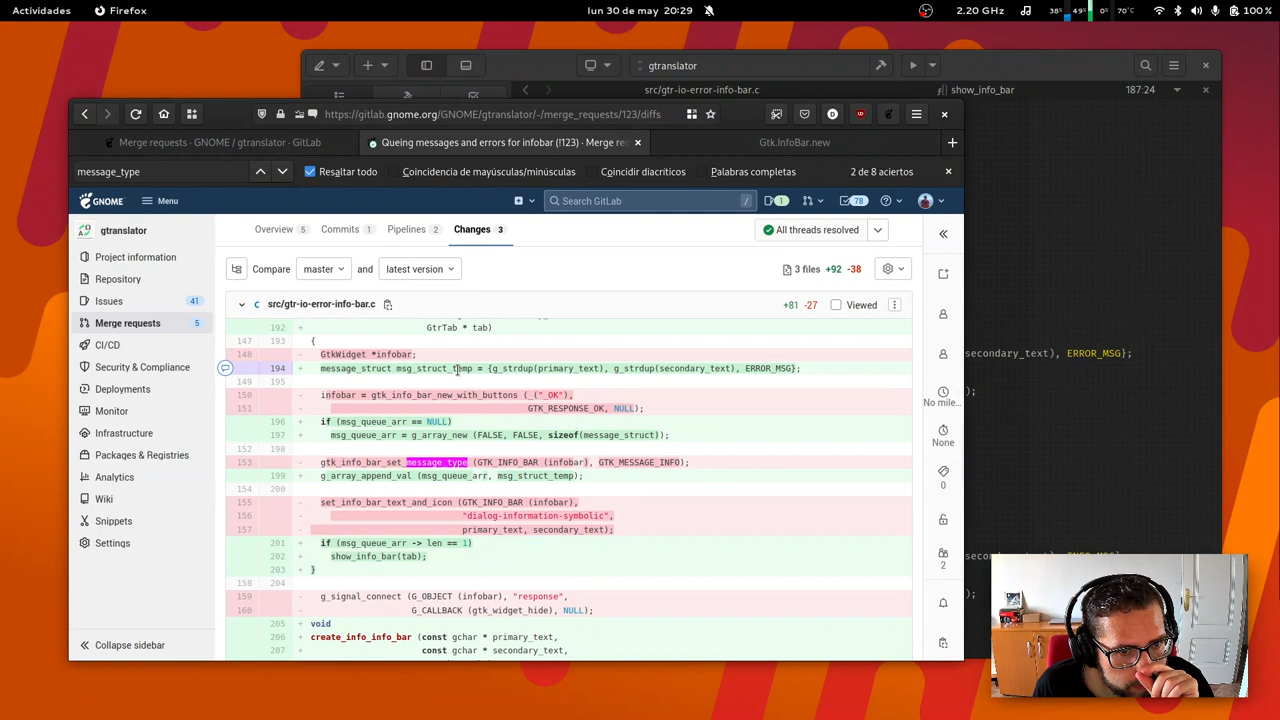 Actividades Firefox lun 30 de may 20:29 2.20 GHz 38% 49% 0% 70°C 100 %
gtranslator
src/gtr-io-error-info-bar.c show_info_bar 187:24
https://gitlab.gnome.org/GNOME/gtranslator/-/merge_requests/123/diffs
Merge requests · GNOME / gtranslator · GitLab Queing messages and errors for infobar (!123) · Merge re Gtk.InfoBar.new
message_type Resaltar todo Coincidencia de mayúsculas/minúsculas Coincidir diacríticos Palabras completas 2 de 8 aciertos
GNOME Menu Search GitLab / 1 78
gtranslator
Project information
Repository
Issues 41
Merge requests 5
CI/CD
Security & Compliance
Deployments
Monitor
Infrastructure
Packages & Registries
Analytics
Wiki
Snippets
Settings
Collapse sidebar
Overview 5 Commits 1 Pipelines 2 Changes 3 All threads resolved
Compare master and latest version 3 files +92 -38
src/gtr-io-error-info-bar.c +81 -27 Viewed
192 + GtrTab * tab)
147 193 {
148 - GtkWidget *infobar;
194 + message_struct msg_struct_temp = {g_strdup(primary_text), g_strdup(secondary_text), ERROR_MSG};
149 195
150 - infobar = gtk_info_bar_new_with_buttons (_("_OK"),
151 - GTK_RESPONSE_OK, NULL);
196 + if (msg_queue_arr == NULL)
197 + msg_queue_arr = g_array_new (FALSE, FALSE, sizeof(message_struct));
152 198
153 - gtk_info_bar_set_message_type (GTK_INFO_BAR (infobar), GTK_MESSAGE_INFO);
199 + g_array_append_val (msg_queue_arr, msg_struct_temp);
154 200
155 - set_info_bar_text_and_icon (GTK_INFO_BAR (infobar),
156 - "dialog-information-symbolic",
157 - primary_text, secondary_text);
201 + if (msg_queue_arr -> len == 1)
202 + show_info_bar(tab);
203 + }
158 204
159 - g_signal_connect (G_OBJECT (infobar), "response",
160 - G_CALLBACK (gtk_widget_hide), NULL);
205 + void
206 + create_info_info_bar (const gchar * primary_text,
207 + const gchar * secondary_text,
No mile...
None
0
2
secondary_text), ERROR_MSG};
);
secondary_text), INFO_MSG};
);